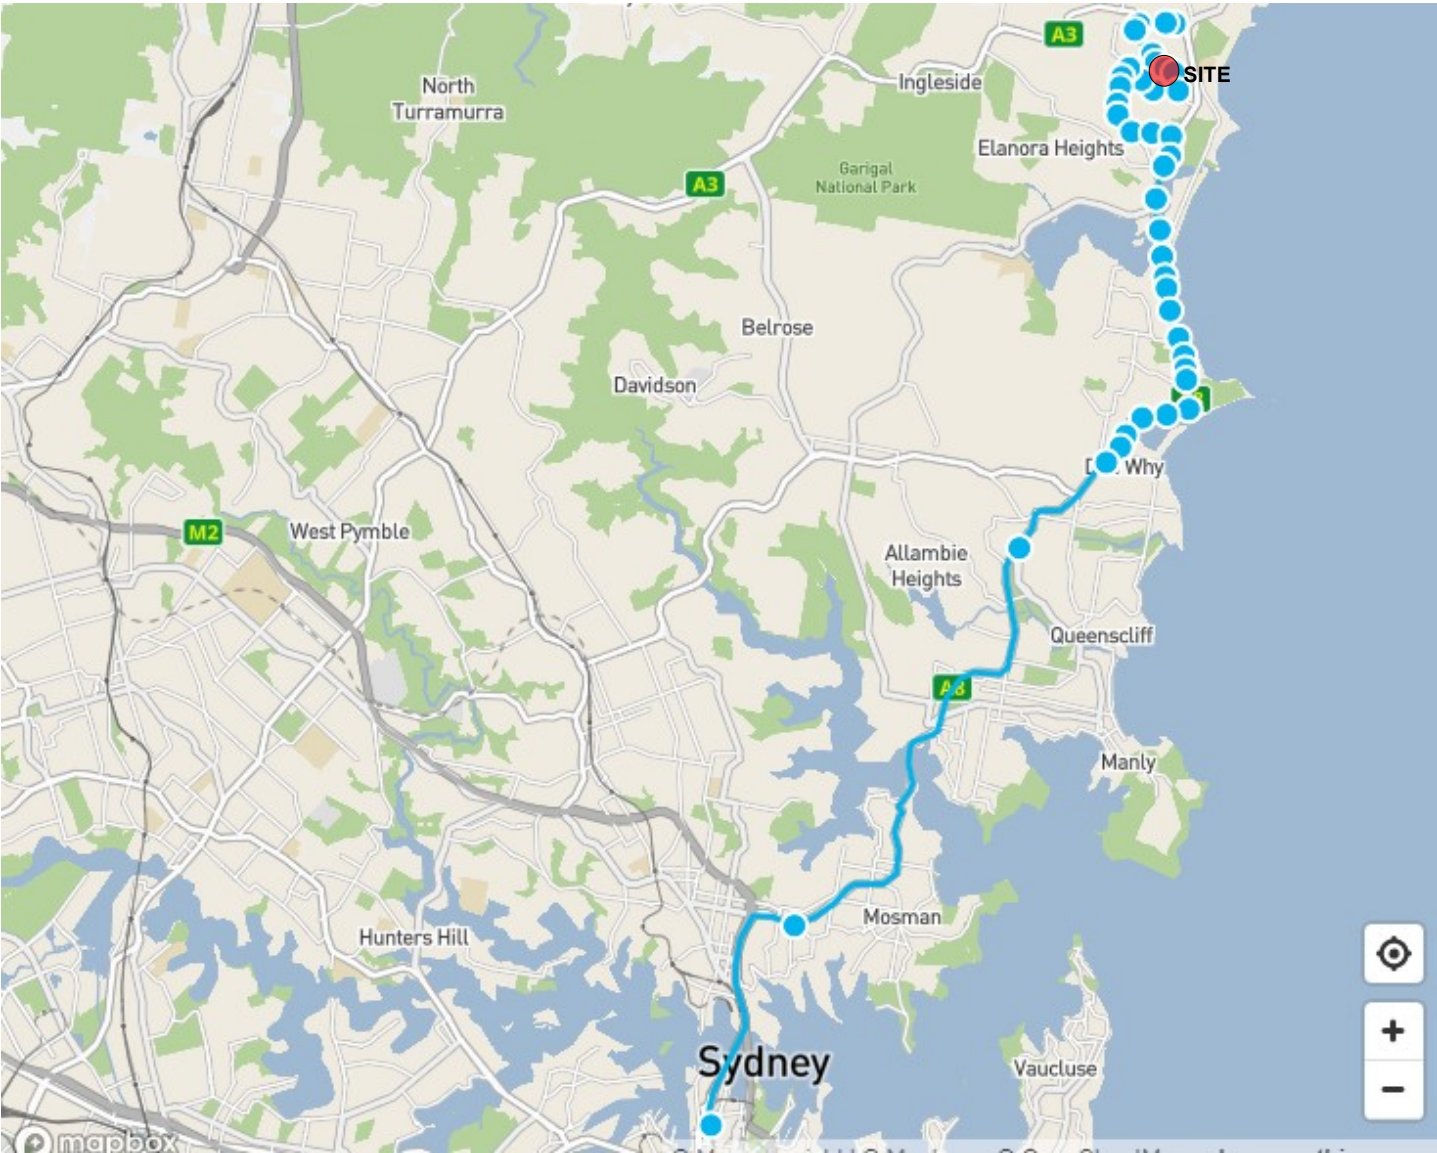 A3
Ingleside
SITE
North
Turramurra
Elanora Heights
Garigal
National Park
A3
Belrose
Davidson
Why
M2
West Pymble
Allambie
Heights
Queenscliff
A8
Manly
Mosman
Hunters Hill
Sydney
Vaucluse
+
−
mapbox